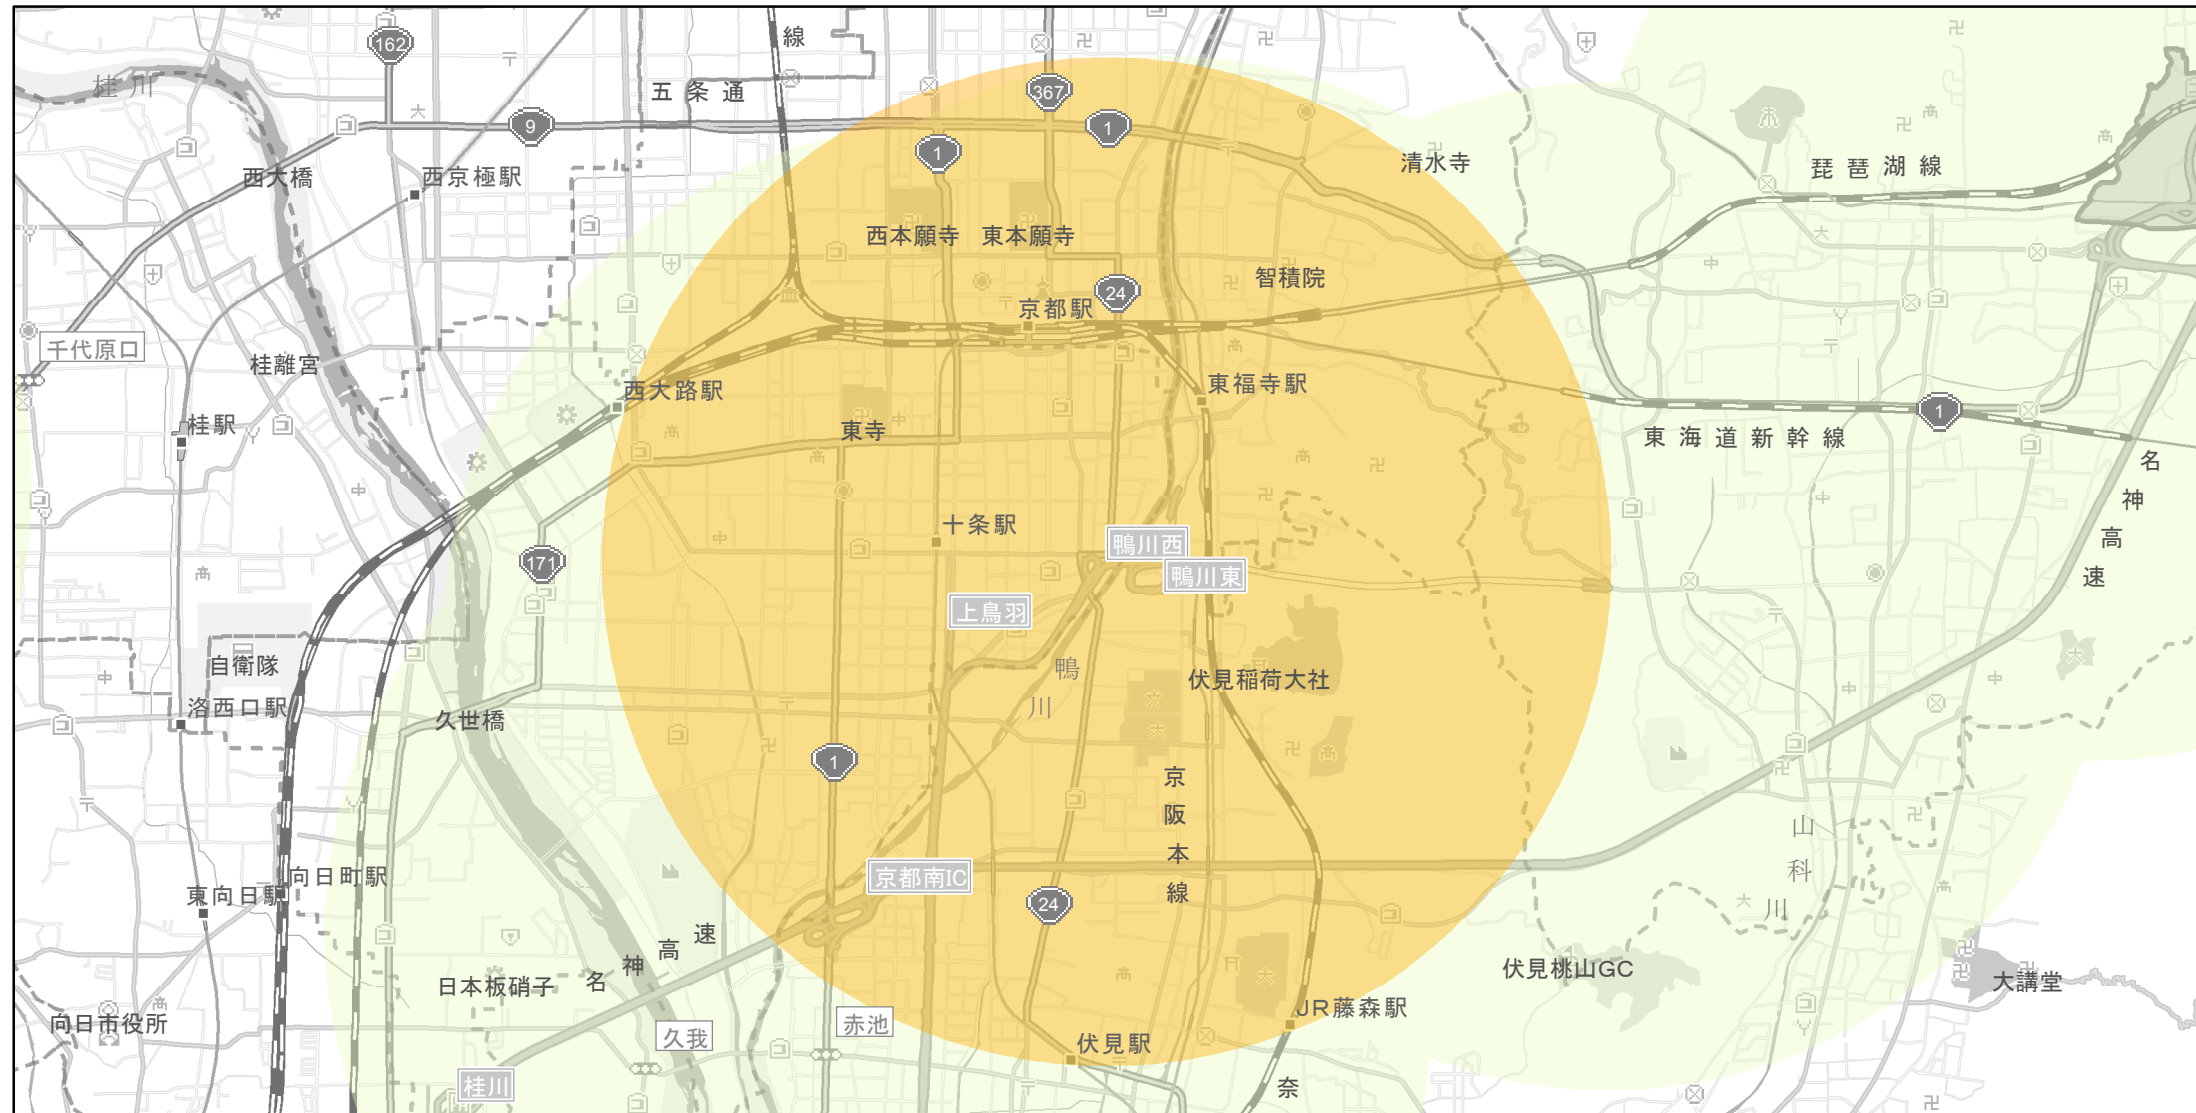 線
162
桂川
五条通
367
9
1
1
清水寺
琵琶湖線
西大橋
西京極駅
西本願寺
東本願寺
智積院
24
京都駅
千代原口
桂離宮
西大路駅
東福寺駅
1
桂駅
東寺
東海道新幹線
名神高速
十条駅
鴨川西
171
鴨川東
上鳥羽
自衛隊
鴨川
伏見稲荷大社
洛西口駅
久世橋
1
京阪本線
山科川
京都南IC
向日町駅
東向日駅
24
名神高速
日本板硝子
伏見桃山GC
大講堂
向日市役所
久我
赤池
JR藤森駅
伏見駅
桂川
奈